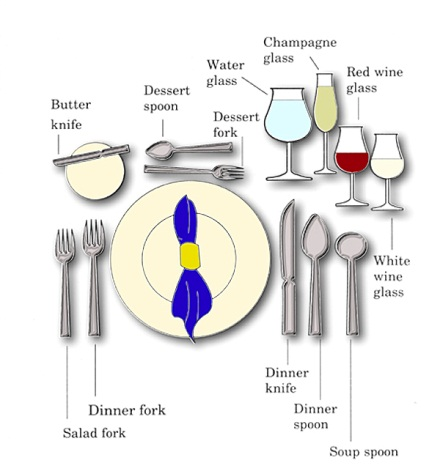 Champagne
glass
Water
glass
Red wine
glass
Dessert
spoon
Butter
knife
Dessert
fork
White
wine
glass
Dinner
knife
Dinner fork
Dinner
spoon
Salad fork
Soup spoon